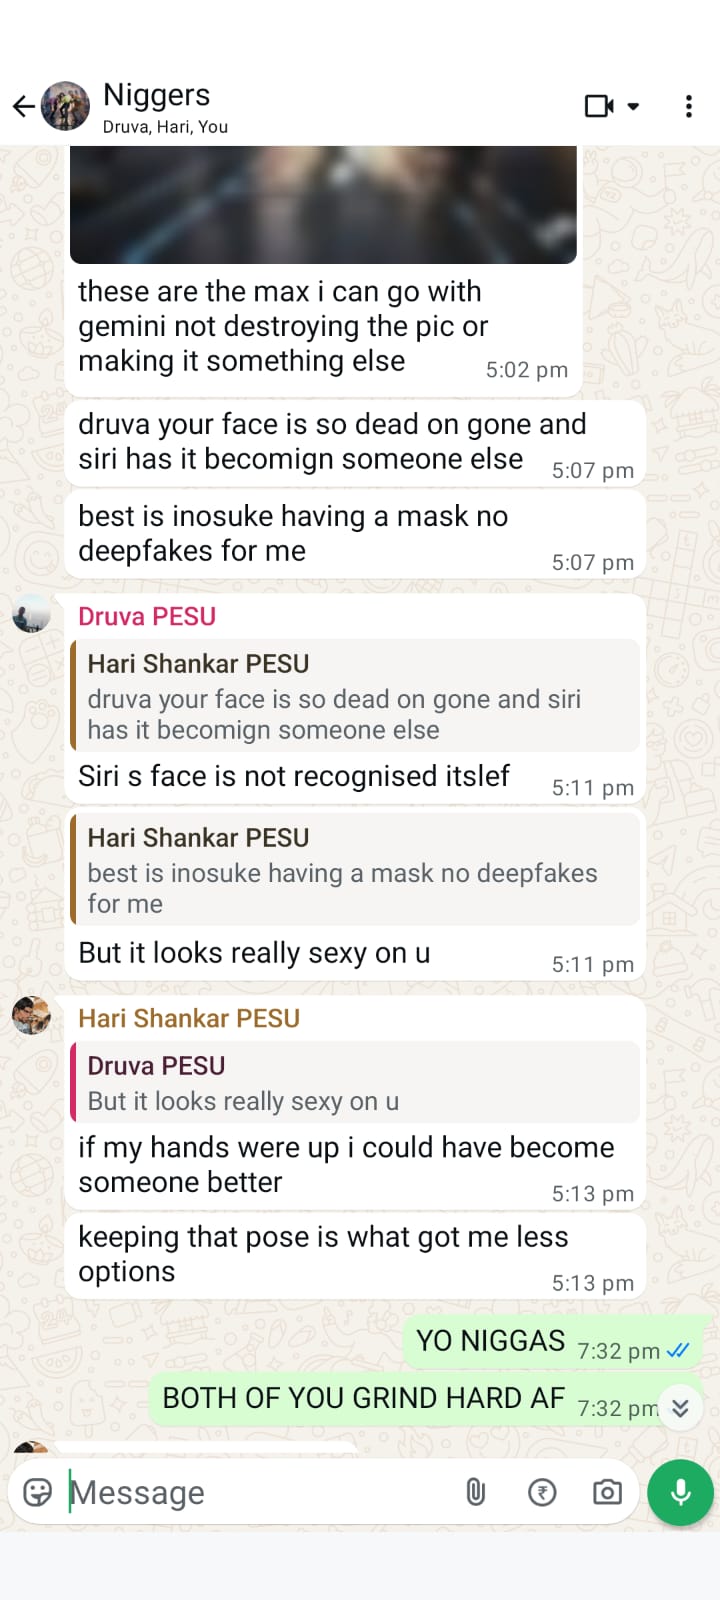 Niggers
Druva, Hari, You
these are the max i can go with
gemini not destroying the pic or
making it something else
5:02 pm
druva your face is so dead on gone and
siri has it becomign someone else
5:07 pm
best is inosuke having a mask no
deepfakes for me
5:07 pm
Druva PESU
Hari Shankar PESU
druva your face is so dead on gone and siri
has it becomign someone else
Siri s face is not recognised itslef
5:11 pm
Hari Shankar PESU
best is inosuke having a mask no deepfakes
for me
But it looks really sexy on u
5:11 pm
Hari Shankar PESU
Druva PESU
But it looks really sexy on u
if my hands were up i could have become
someone better
5:13 pm
keeping that pose is what got me less
options
5:13 pm
YO NIGGAS
7:32 pm
BOTH OF YOU GRIND HARD AF
7:32 pm
Message